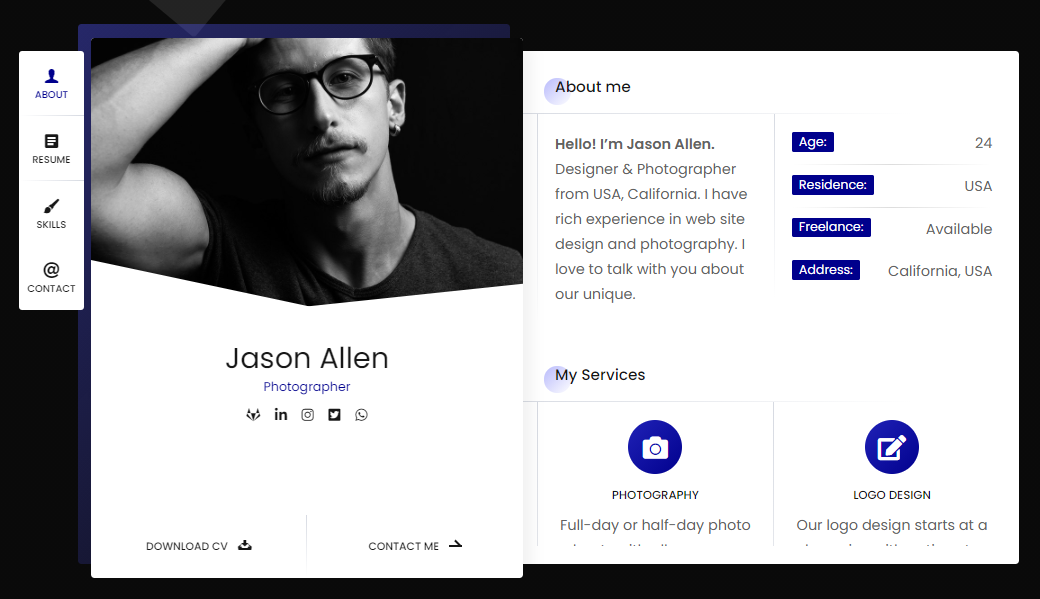 ABOUT
RESUME
SKILLS
@
CONTACT
Jason Allen
Photographer
in
DOWNLOAD CV
CONTACT ME
About me
Hello! I’m Jason Allen.
Designer & Photographer
from USA, California. I have
rich experience in web site
design and photography. I
love to talk with you about
our unique.
Age: 24
Residence: USA
Freelance: Available
Address: California, USA
My Services
PHOTOGRAPHY
Full-day or half-day photo
LOGO DESIGN
Our logo design starts at a